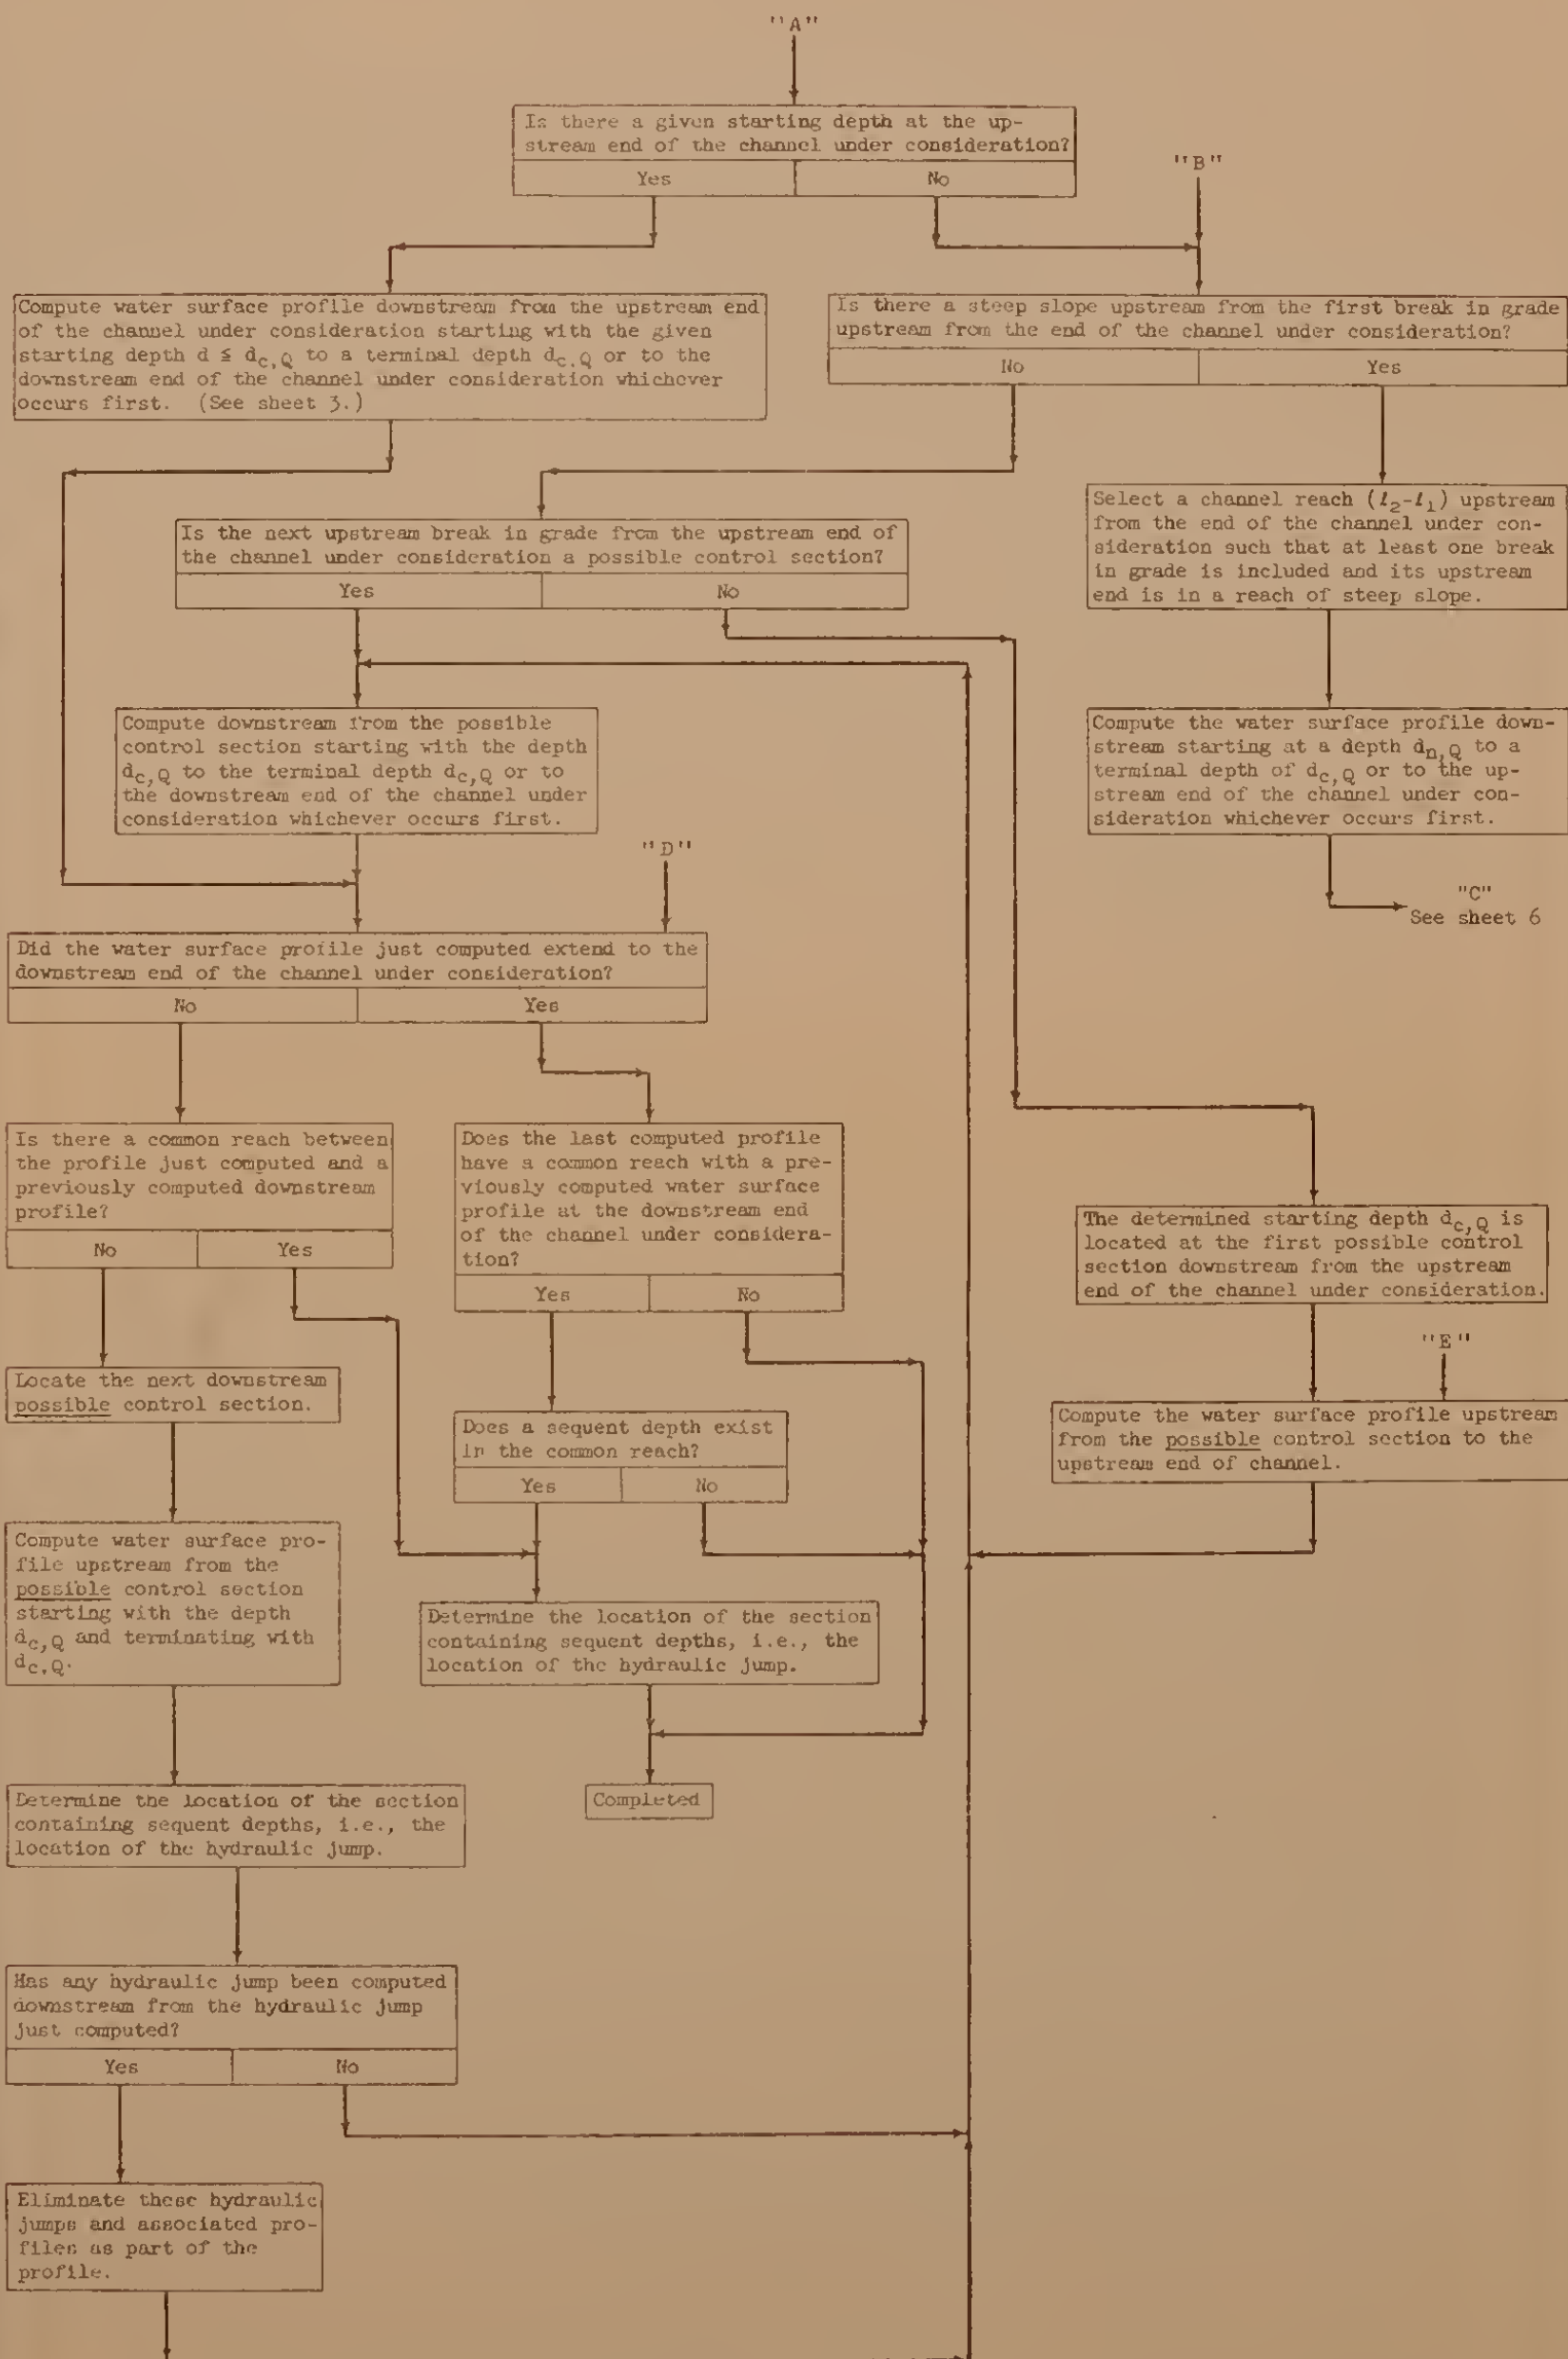 "A"
Is there a given starting depth at the up-
stream end of the channel under consideration?
Yes
No
"B"
Compute water surface profile downstream from the upstream end
of the channel under consideration starting with the given
starting depth d ≤ dc,Q to a terminal depth dc,Q or to the
downstream end of the channel under consideration whichever
occurs first. (See sheet 3.)
Is there a steep slope upstream from the first break in grade
upstream from the end of the channel under consideration?
No
Yes
Is the next upstream break in grade from the upstream end of
the channel under consideration a possible control section?
Yes
No
Select a channel reach (l2-l1) upstream
from the end of the channel under con-
sideration such that at least one break
in grade is included and its upstream
end is in a reach of steep slope.
Compute downstream from the possible
control section starting with the depth
dc,Q to the terminal depth dc,Q or to
the downstream end of the channel under
consideration whichever occurs first.
Compute the water surface profile down-
stream starting at a depth dn,Q to a
terminal depth of dc,Q or to the up-
stream end of the channel under con-
sideration whichever occurs first.
"D"
"C"
See sheet 6
Did the water surface profile just computed extend to the
downstream end of the channel under consideration?
No
Yes
Is there a common reach between
the profile just computed and a
previously computed downstream
profile?
No
Yes
Does the last computed profile
have a common reach with a pre-
viously computed water surface
profile at the downstream end
of the channel under considera-
tion?
Yes
No
The determined starting depth dc,Q is
located at the first possible control
section downstream from the upstream
end of the channel under consideration.
"E"
Locate the next downstream
possible control section.
Does a sequent depth exist
in the common reach?
Yes
No
Compute the water surface profile upstream
from the possible control section to the
upstream end of channel.
Compute water surface pro-
file upstream from the
possible control section
starting with the depth
dc,Q and terminating with
dc,Q.
Determine the location of the section
containing sequent depths, i.e., the
location of the hydraulic jump.
Completed
Determine the location of the section
containing sequent depths, i.e., the
location of the hydraulic jump.
Has any hydraulic jump been computed
downstream from the hydraulic jump
just computed?
Yes
No
Eliminate these hydraulic
jumps and associated pro-
files as part of the
profile.